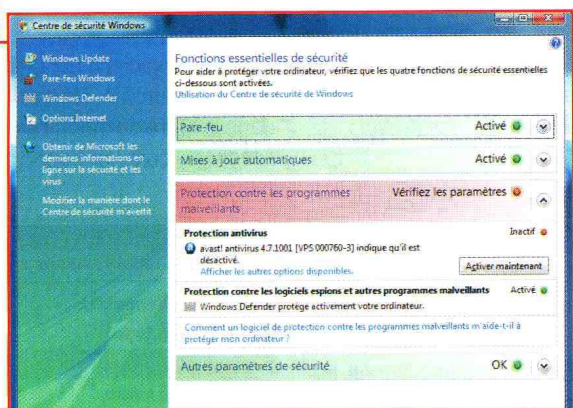 Centre de sécurité Windows
Windows Update
Pare-feu Windows
Windows Defender
Options Internet
Obtenir de Microsoft les
dernières informations en
ligne sur la sécurité et les
virus
Modifier la manière dont le
Centre de sécurité m'avertit
Fonctions essentielles de sécurité
Pour aider à protéger votre ordinateur, vérifiez que les quatre fonctions de sécurité essentielles
ci-dessous sont activées.
Utilisation du Centre de sécurité de Windows
Pare-feu Activé
Mises à jour automatiques Activé
Protection contre les programmes Vérifiez les paramètres
malveillants
Protection antivirus Inactif
avast! antivirus 4.7.1001 [VPS 000760-3] indique qu'il est
désactivé.
Afficher les autres options disponibles.
Activer maintenant
Protection contre les logiciels espions et autres programmes malveillants Activé
Windows Defender protège activement votre ordinateur.
Comment un logiciel de protection contre les programmes malveillants m'aide-t-il à
protéger mon ordinateur ?
Autres paramètres de sécurité OK